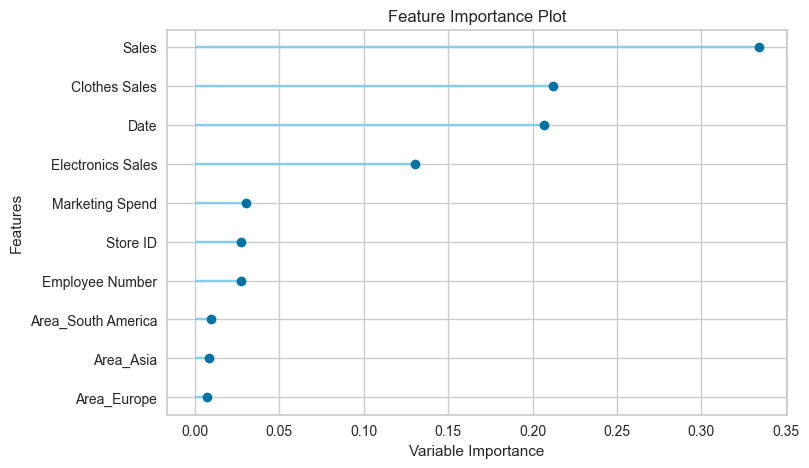 Feature Importance Plot
Features
Sales
Clothes Sales
Date
Electronics Sales
Marketing Spend
Store ID
Employee Number
Area_South America
Area_Asia
Area_Europe
0.00 0.05 0.10 0.15 0.20 0.25 0.30 0.35
Variable Importance